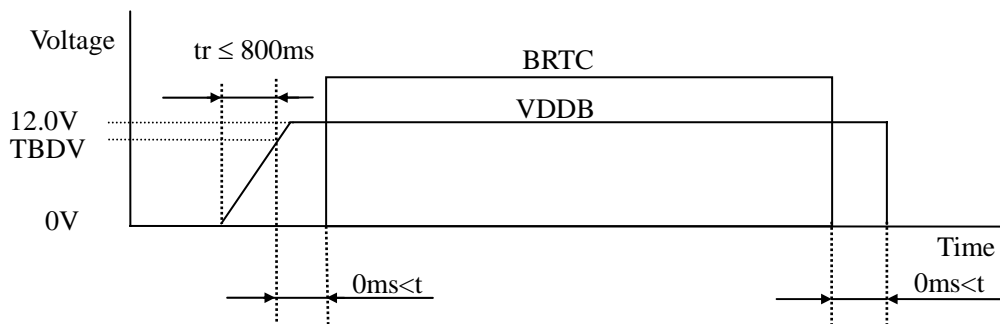 Voltage
tr ≤ 800ms
BRTC
12.0V
VDDB
TBDV
0V
Time
0ms<t
0ms<t